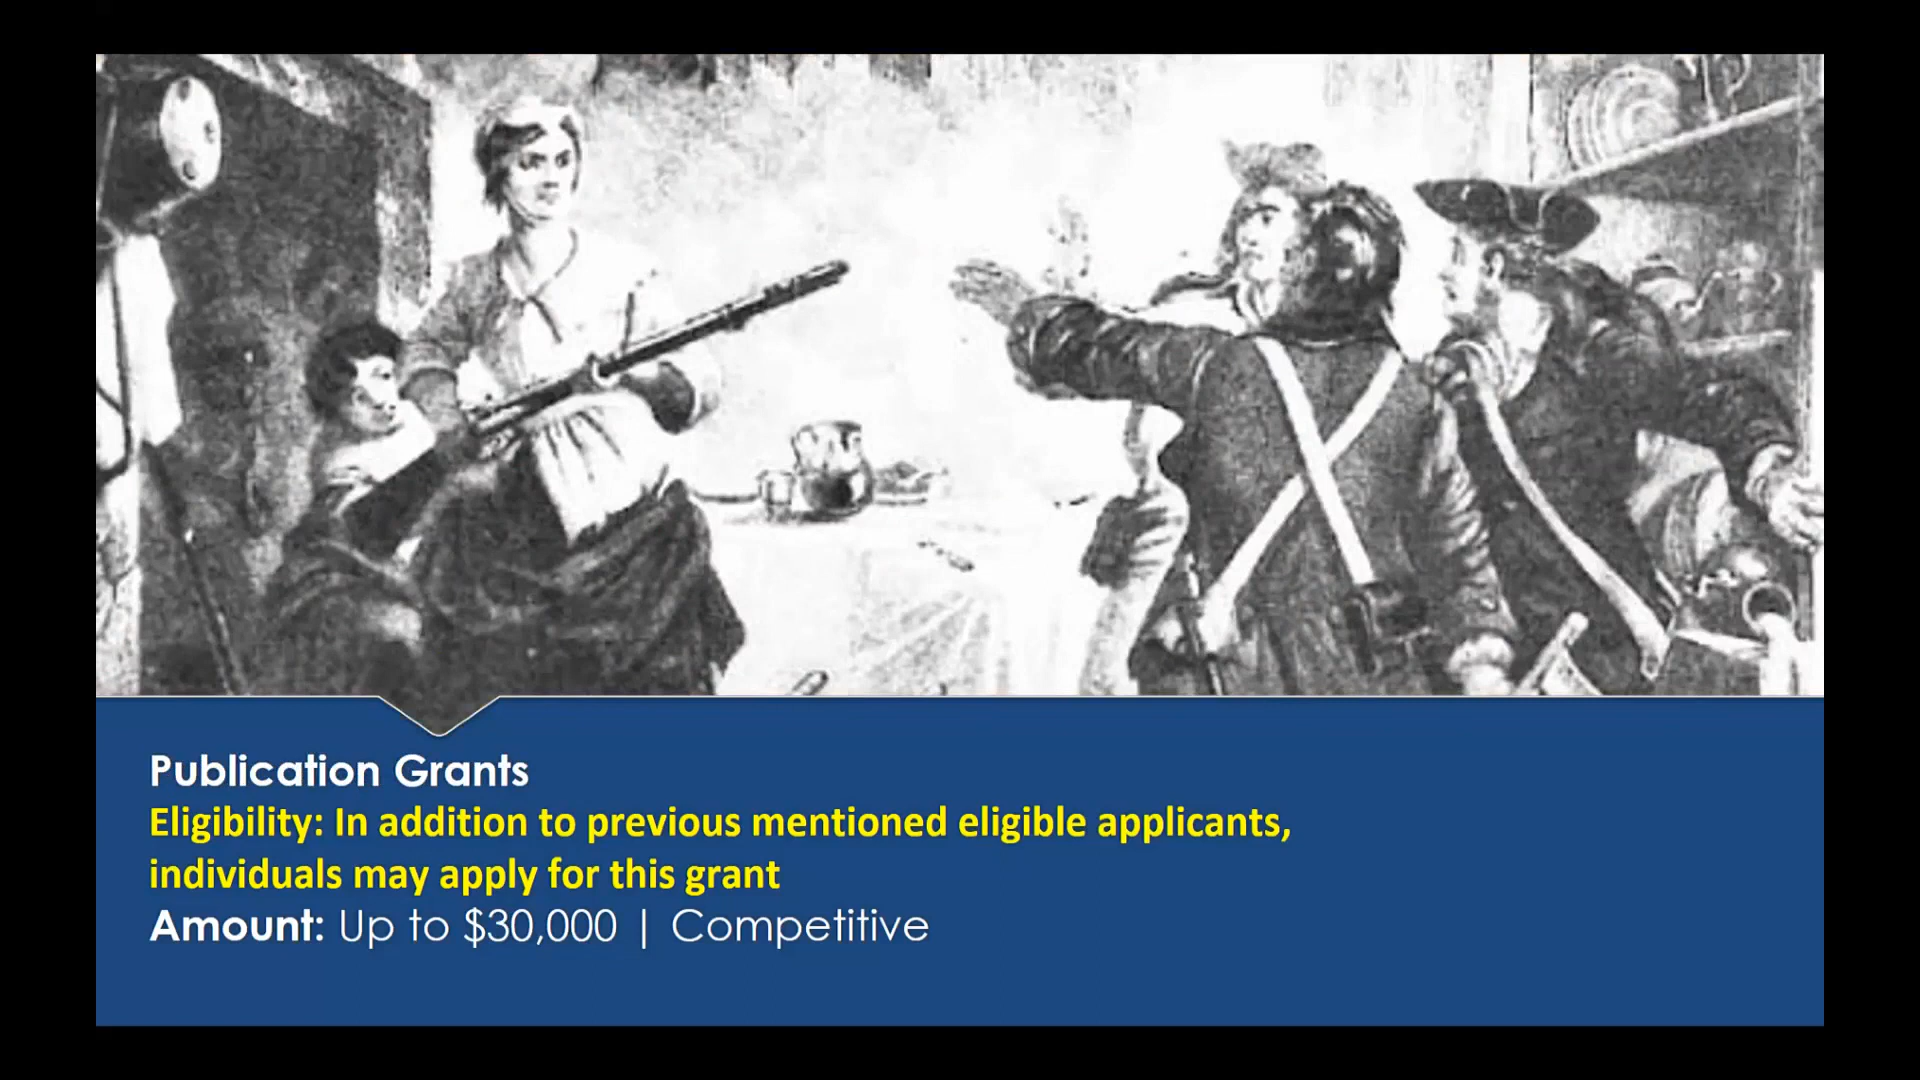 Publication Grants
Eligibility: In addition to previous mentioned eligible applicants,
individuals may apply for this grant
Amount: Up to $30,000 | Competitive